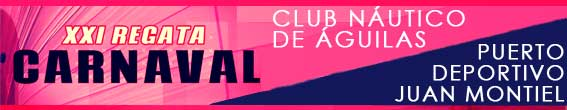 XXI REGATA
CARNAVAL
CLUB NÁUTICO
DE ÁGUILAS
PUERTO
DEPORTIVO
JUAN MONTIEL